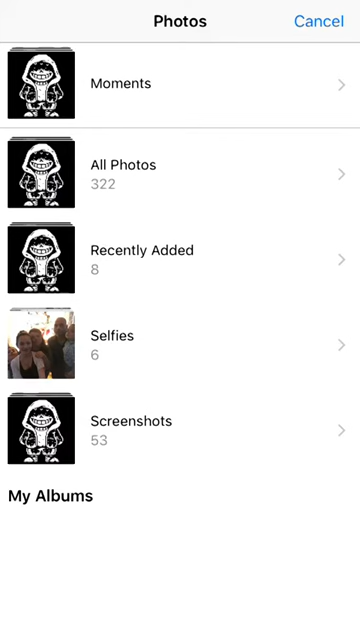 Photos
Cancel
Moments
All Photos
322
Recently Added
8
Selfies
6
Screenshots
53
My Albums